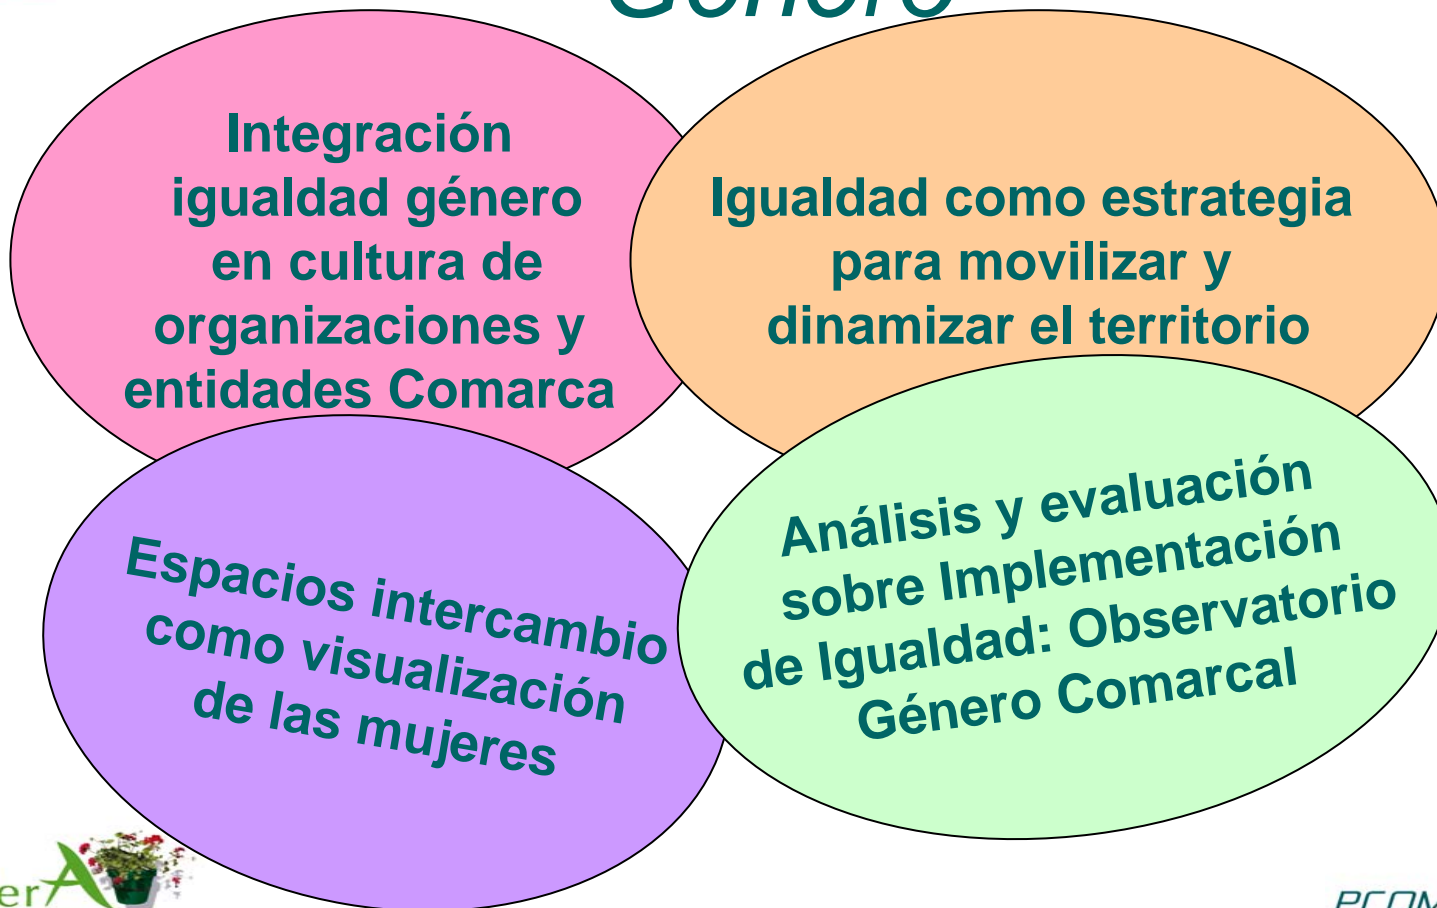 Género
Integración
igualdad género
en cultura de
organizaciones y
entidades Comarca
Igualdad como estrategia
para movilizar y
dinamizar el territorio
Espacios intercambio
como visualización
de las mujeres
Análisis y evaluación
sobre Implementación
de Igualdad: Observatorio
Género Comarcal